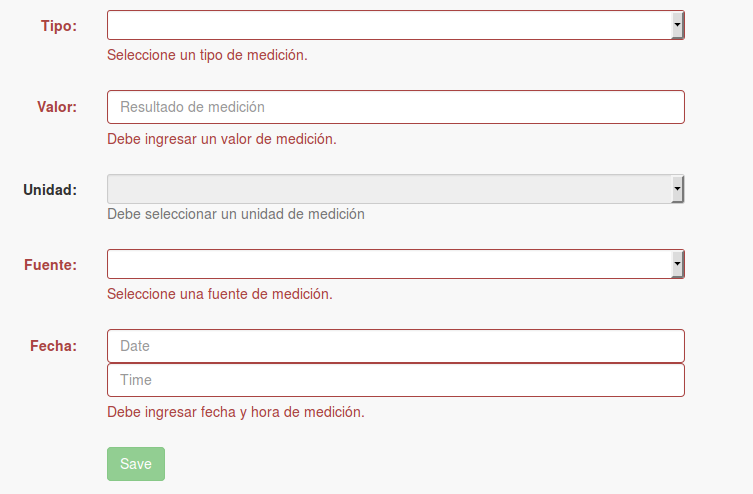 Tipo:
Seleccione un tipo de medición.
Valor: Resultado de medición
Debe ingresar un valor de medición.
Unidad:
Debe seleccionar un unidad de medición
Fuente:
Seleccione una fuente de medición.
Fecha: Date
Time
Debe ingresar fecha y hora de medición.
Save